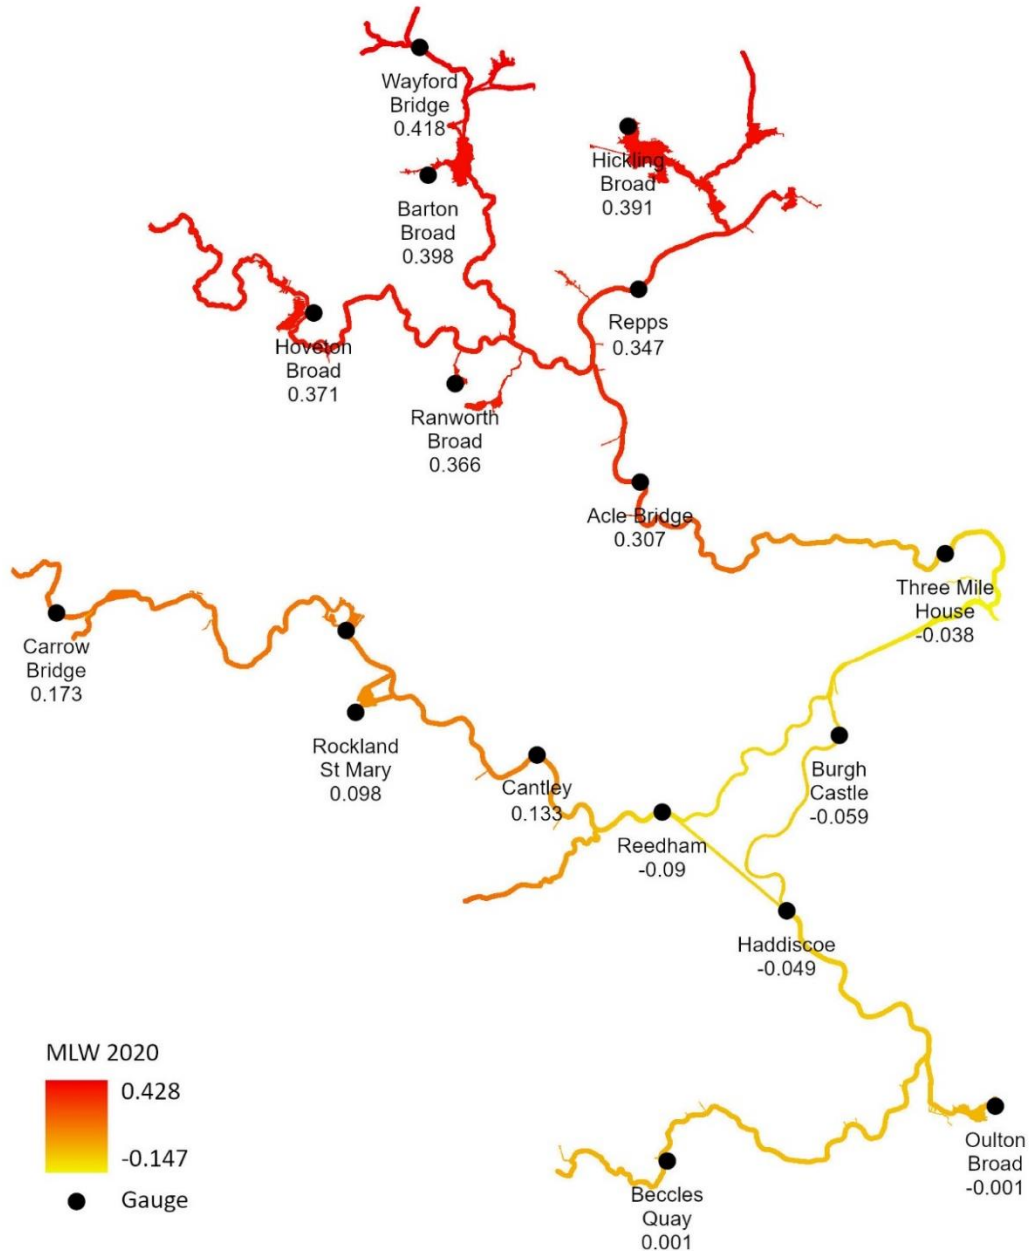 Wayford
Bridge
0.418
Hickling
Broad
0.391
Barton
Broad
0.398
Repps
0.347
Hoveton
Broad
0.371
Ranworth
Broad
0.366
Acle Bridge
0.307
Three Mile
House
-0.038
Carrow
Bridge
0.173
Rockland
St Mary
0.098
Cantley
0.133
Burgh
Castle
-0.059
Reedham
-0.09
Haddiscoe
-0.049
MLW 2020
0.428
-0.147
Gauge
Oulton
Broad
-0.001
Beccles
Quay
0.001